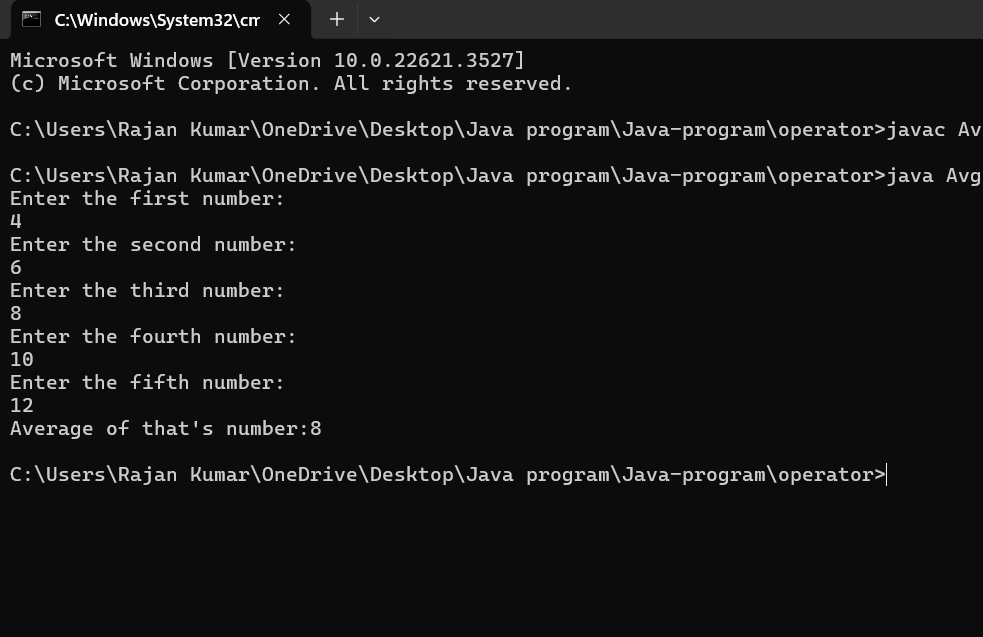 C:\Windows\System32\cm
Microsoft Windows [Version 10.0.22621.3527]
(c) Microsoft Corporation. All rights reserved.
C:\Users\Rajan Kumar\OneDrive\Desktop\Java program\Java-program\operator>javac Av
C:\Users\Rajan Kumar\OneDrive\Desktop\Java program\Java-program\operator>java Avg
Enter the first number:
4
Enter the second number:
6
Enter the third number:
8
Enter the fourth number:
10
Enter the fifth number:
12
Average of that's number:8
C:\Users\Rajan Kumar\OneDrive\Desktop\Java program\Java-program\operator>